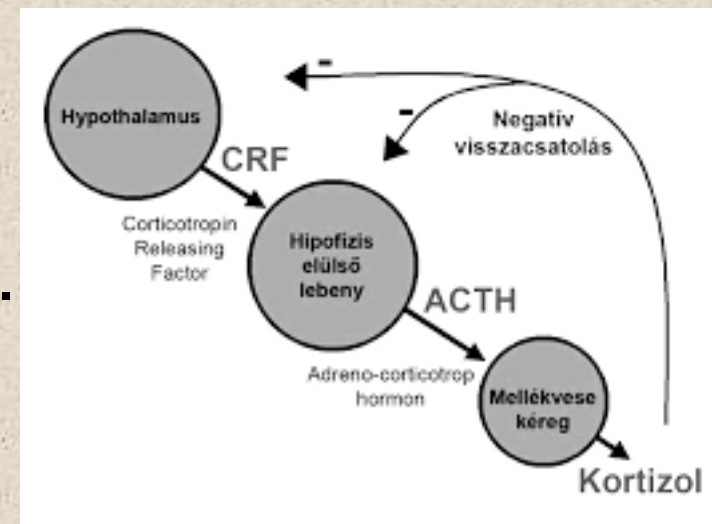 -
-
Hypothalamus
Negatív
visszacsatolás
CRF
Corticotropin
Releasing
Factor
Hipofízis
elülső
lebeny
ACTH
Adreno-corticotrop
hormon
Mellékvese
kéreg
Kortizol